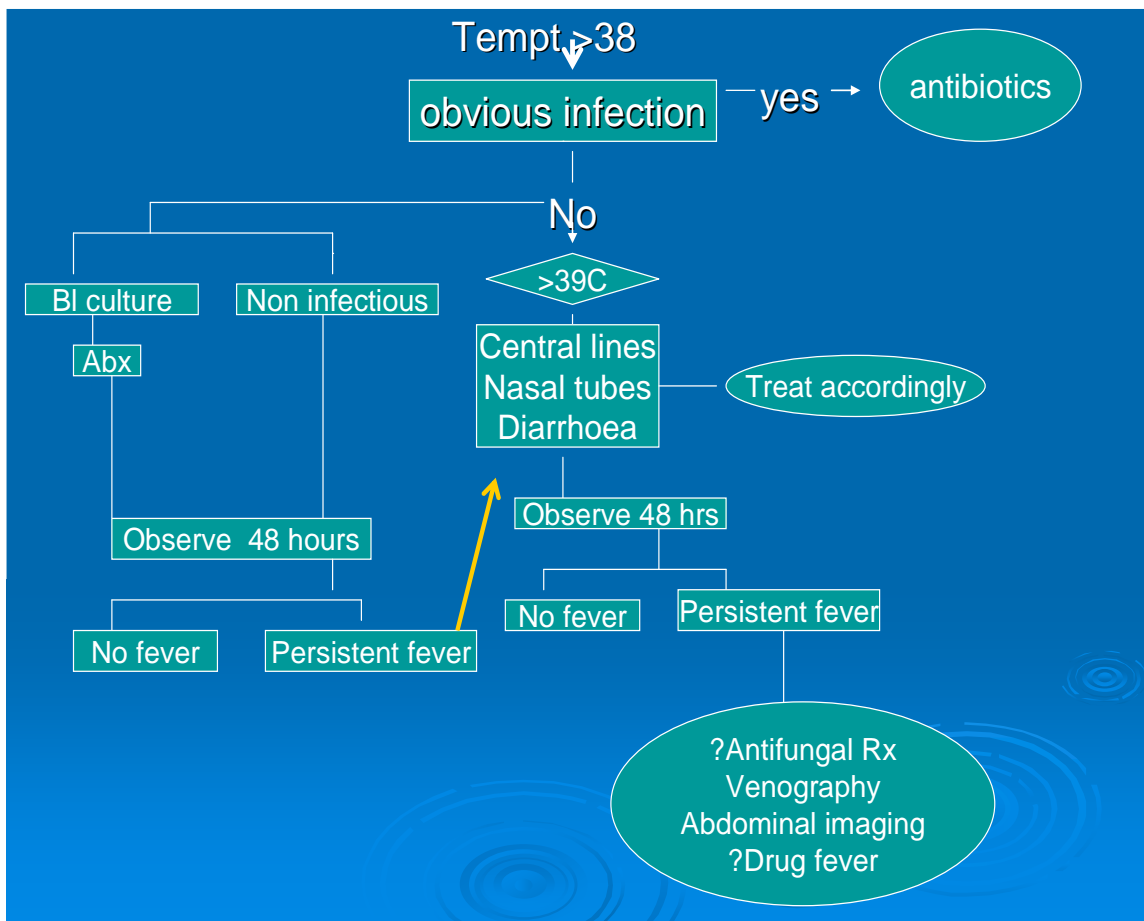 Tempt >38
obvious infection
yes
antibiotics
No
>39C
Bl culture
Non infectious
Abx
Central lines
Nasal tubes
Diarrhoea
Treat accordingly
Observe 48 hours
Observe 48 hrs
No fever
Persistent fever
No fever
Persistent fever
?Antifungal Rx
Venography
Abdominal imaging
?Drug fever